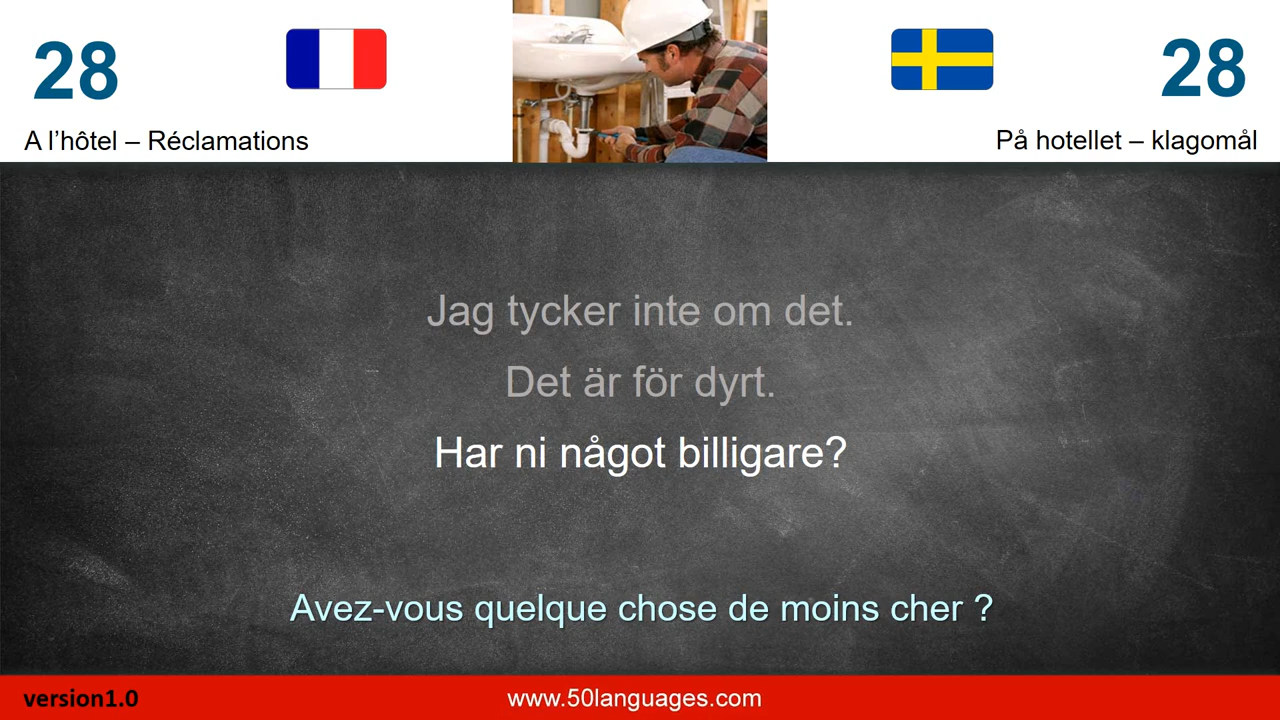 28
28
A l’hôtel – Réclamations
På hotellet – klagomål
Jag tycker inte om det.
Det är för dyrt.
Har ni något billigare?
Avez-vous quelque chose de moins cher ?
version1.0
www.50languages.com